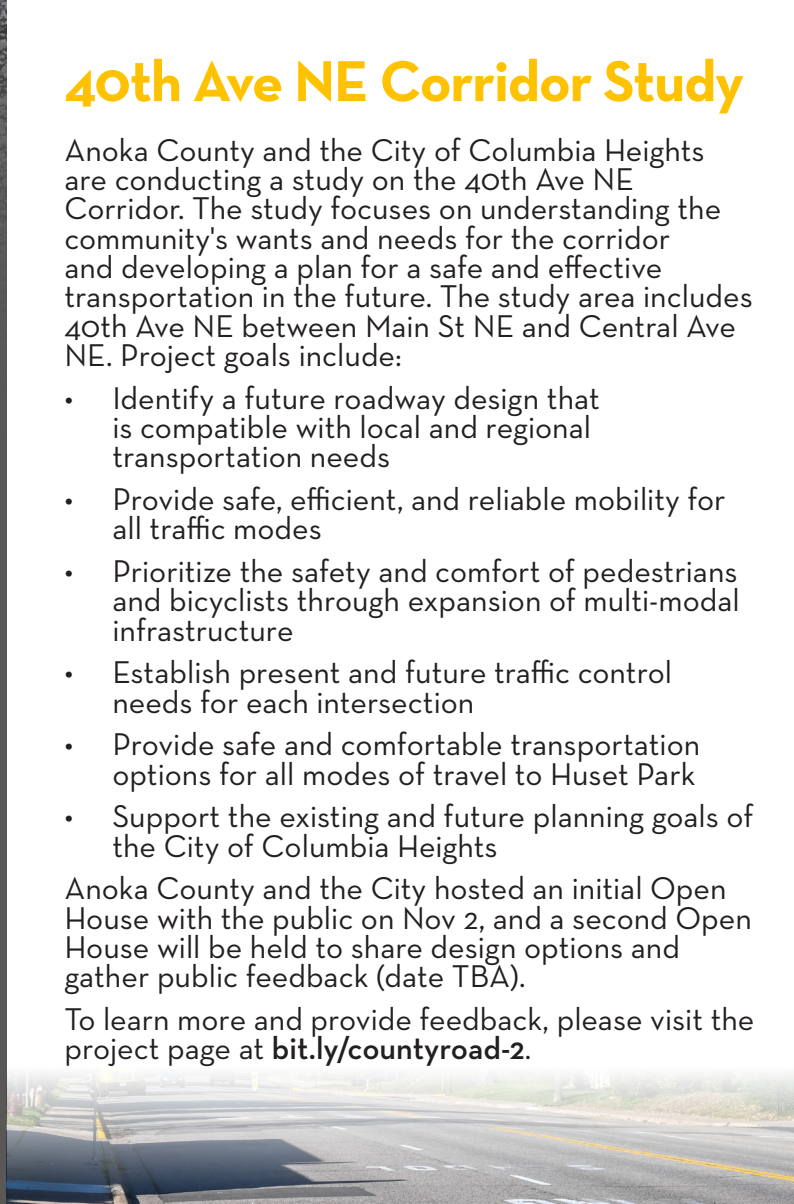 40th Ave NE Corridor Study
Anoka County and the City of Columbia Heights
are conducting a study on the 40th Ave NE
Corridor. The study focuses on understanding the
community's wants and needs for the corridor
and developing a plan for a safe and effective
transportation in the future. The study area includes
40th Ave NE between Main St NE and Central Ave
NE. Project goals include:
• Identify a future roadway design that
is compatible with local and regional
transportation needs
• Provide safe, efficient, and reliable mobility for
all traffic modes
• Prioritize the safety and comfort of pedestrians
and bicyclists through expansion of multi-modal
infrastructure
• Establish present and future traffic control
needs for each intersection
• Provide safe and comfortable transportation
options for all modes of travel to Huset Park
• Support the existing and future planning goals of
the City of Columbia Heights
Anoka County and the City hosted an initial Open
House with the public on Nov 2, and a second Open
House will be held to share design options and
gather public feedback (date TBA).
To learn more and provide feedback, please visit the
project page at bit.ly/countyroad-2.